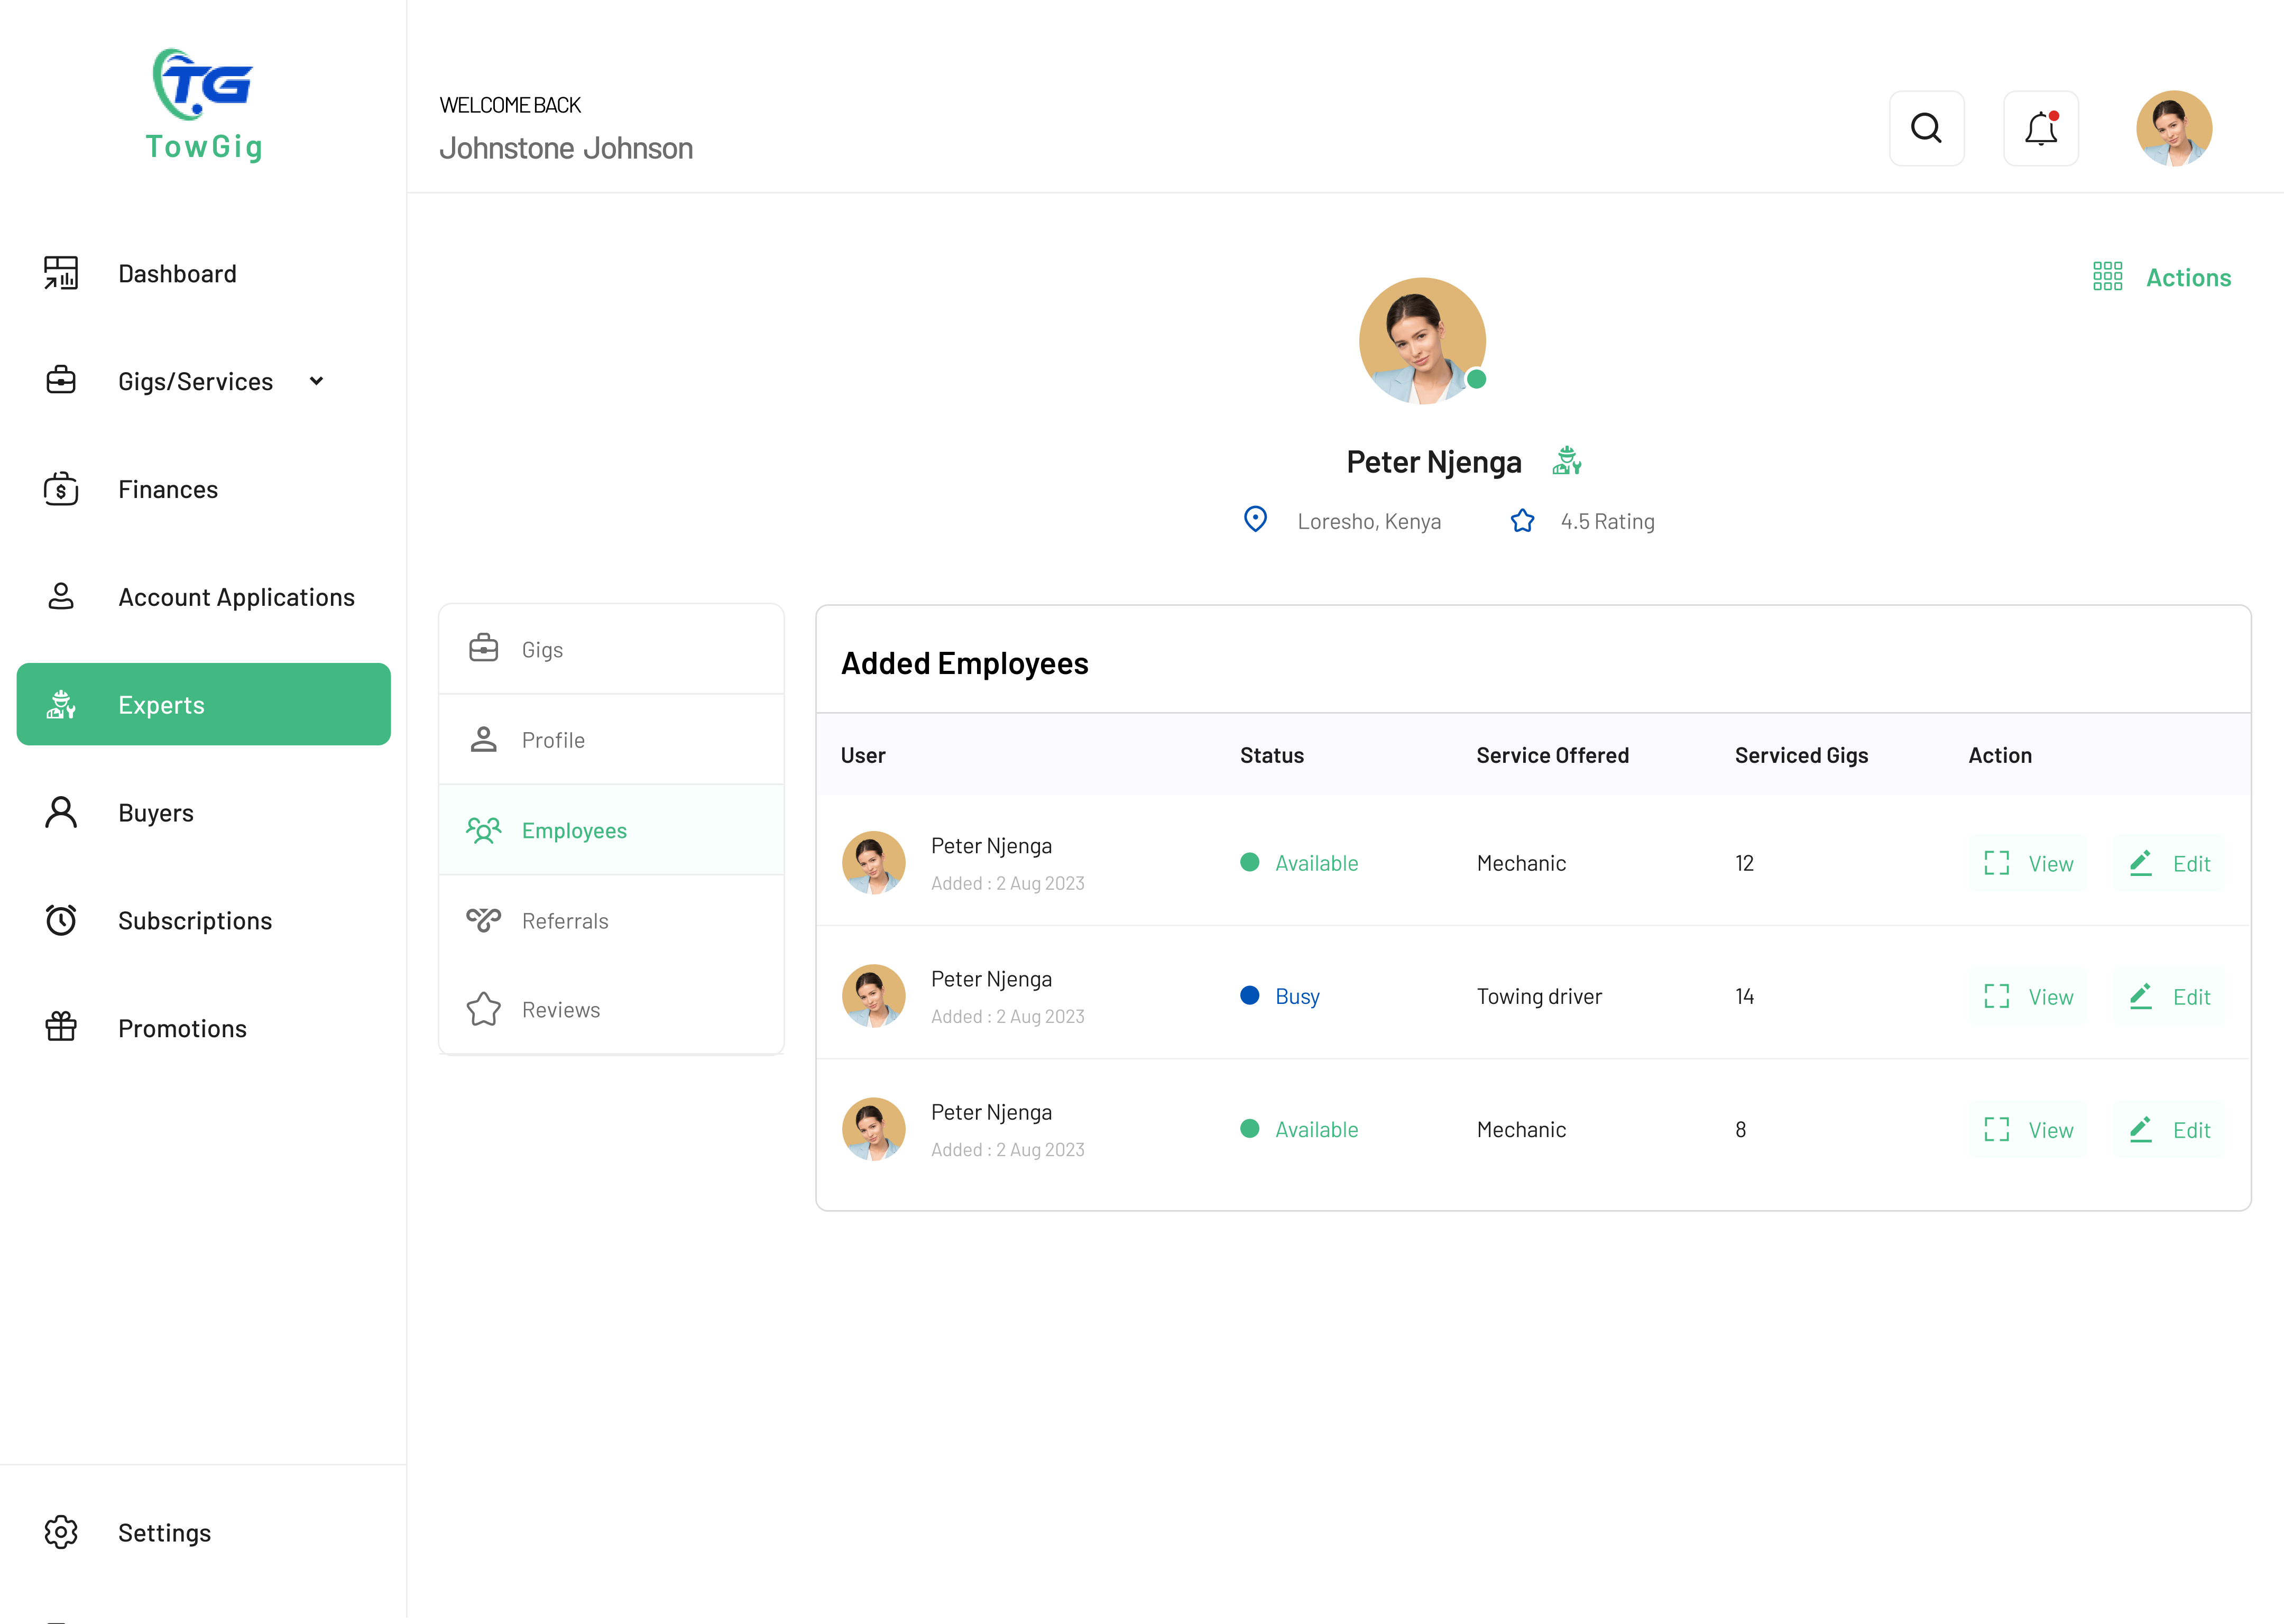 TG
TowGig
Dashboard
Gigs/Services
Finances
Account Applications
Experts
Buyers
Subscriptions
Promotions
Settings
WELCOME BACK
Johnstone Johnson
Actions
Peter Njenga
Loresho, Kenya 4.5 Rating
Gigs
Profile
Employees
Referrals
Reviews
Added Employees
User Status Service Offered Serviced Gigs Action
Peter Njenga
Added : 2 Aug 2023
Available Mechanic 12 View Edit
Peter Njenga
Added : 2 Aug 2023
Busy Towing driver 14 View Edit
Peter Njenga
Added : 2 Aug 2023
Available Mechanic 8 View Edit